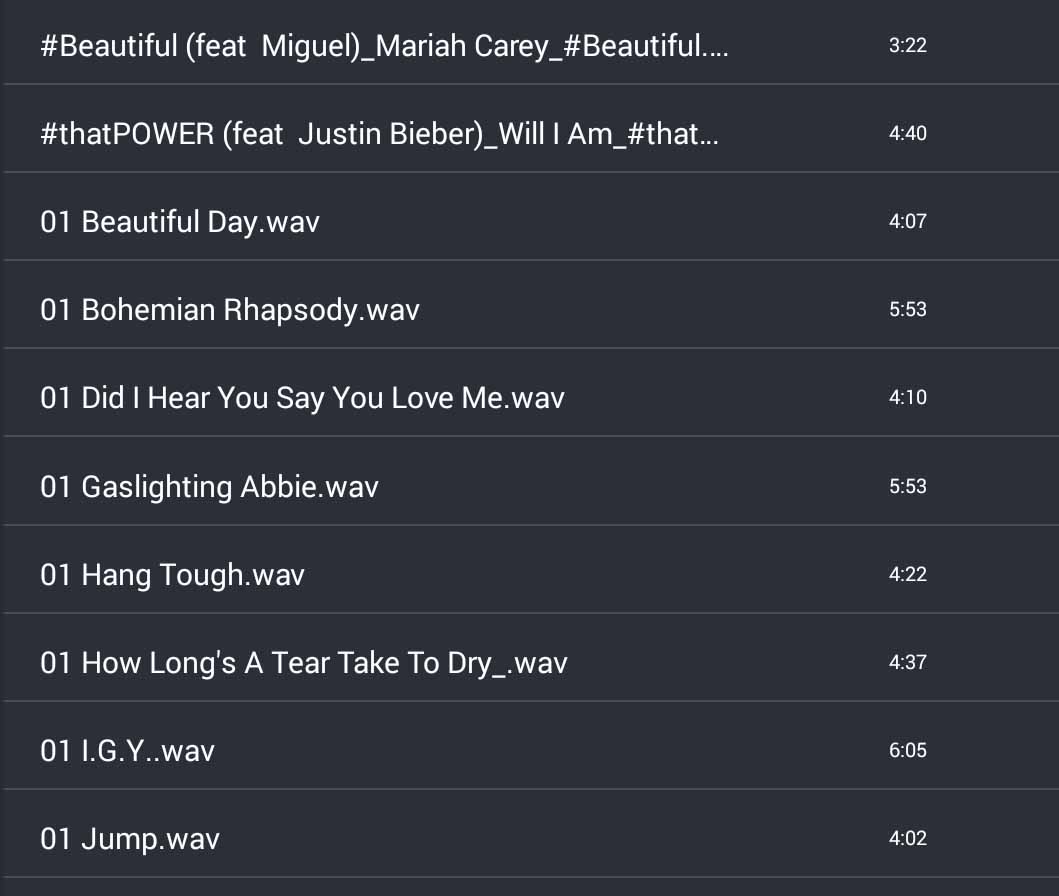 #Beautiful (feat  Miguel)_Mariah Carey_#Beautiful.... 3:22
#thatPOWER (feat  Justin Bieber)_Will I Am_#that... 4:40
01 Beautiful Day.wav 4:07
01 Bohemian Rhapsody.wav 5:53
01 Did I Hear You Say You Love Me.wav 4:10
01 Gaslighting Abbie.wav 5:53
01 Hang Tough.wav 4:22
01 How Long's A Tear Take To Dry_.wav 4:37
01 I.G.Y..wav 6:05
01 Jump.wav 4:02